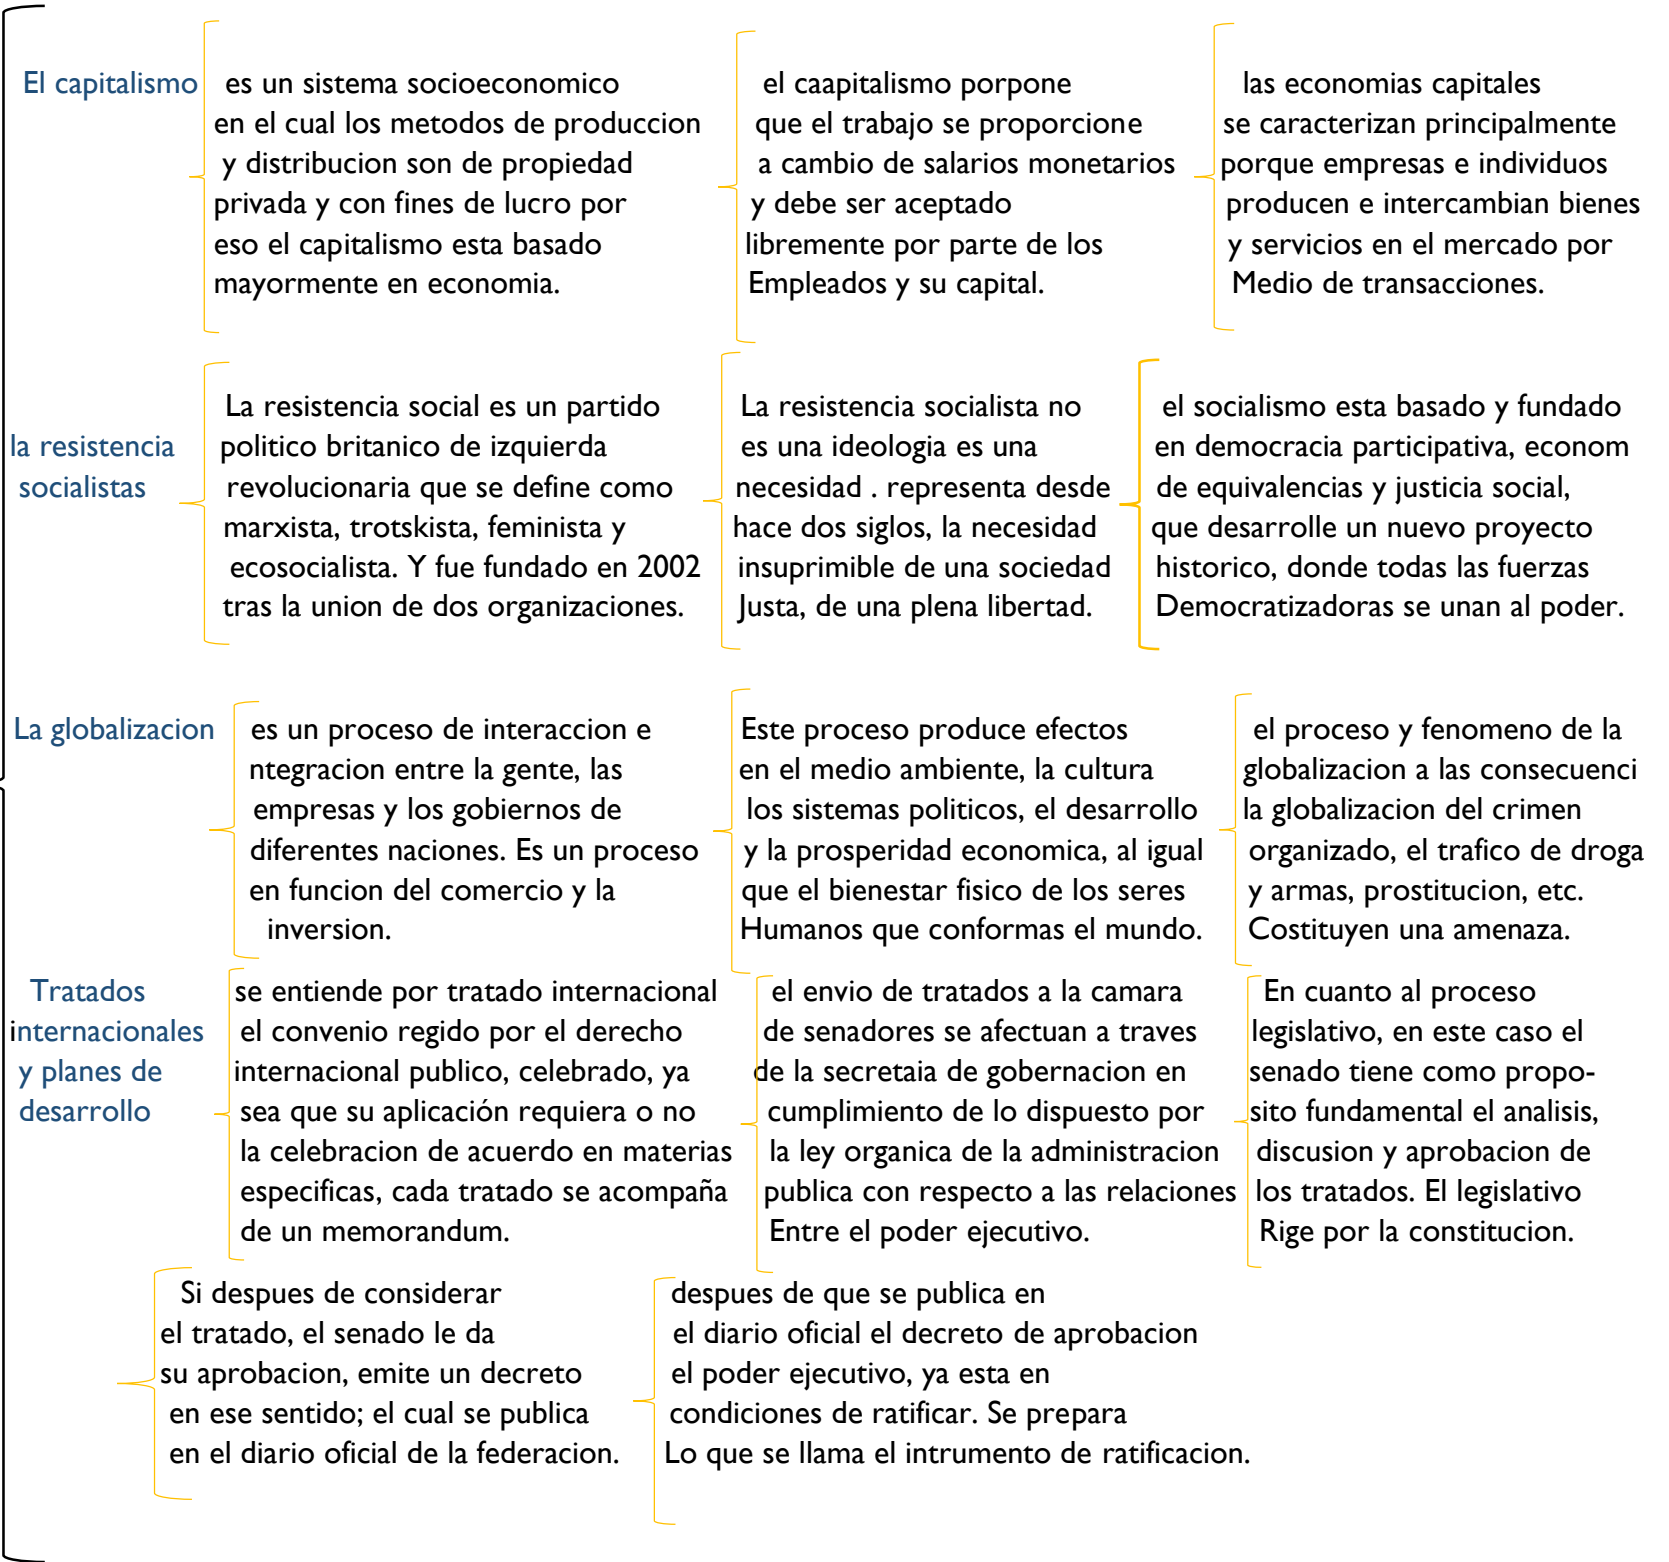 El capitalismo
es un sistema socioeconomico
en el cual los metodos de produccion
y distribucion son de propiedad
privada y con fines de lucro por
eso el capitalismo esta basado
mayormente en economia.
el caapitalismo porpone
que el trabajo se proporcione
a cambio de salarios monetarios
y debe ser aceptado
libremente por parte de los
Empleados y su capital.
las economias capitales
se caracterizan principalmente
porque empresas e individuos
producen e intercambian bienes
y servicios en el mercado por
Medio de transacciones.
la resistencia
socialistas
La resistencia social es un partido
politico britanico de izquierda
revolucionaria que se define como
marxista, trotskista, feminista y
ecosocialista. Y fue fundado en 2002
tras la union de dos organizaciones.
La resistencia socialista no
es una ideologia es una
necesidad . representa desde
hace dos siglos, la necesidad
insuprimible de una sociedad
Justa, de una plena libertad.
el socialismo esta basado y fundado
en democracia participativa, econom
de equivalencias y justicia social,
que desarrolle un nuevo proyecto
historico, donde todas las fuerzas
Democratizadoras se unan al poder.
La globalizacion
es un proceso de interaccion e
ntegracion entre la gente, las
empresas y los gobiernos de
diferentes naciones. Es un proceso
en funcion del comercio y la
inversion.
Este proceso produce efectos
en el medio ambiente, la cultura
los sistemas politicos, el desarrollo
y la prosperidad economica, al igual
que el bienestar fisico de los seres
Humanos que conformas el mundo.
el proceso y fenomeno de la
globalizacion a las consecuenci
la globalizacion del crimen
organizado, el trafico de droga
y armas, prostitucion, etc.
Costituyen una amenaza.
Tratados
internacionales
y planes de
desarrollo
se entiende por tratado internacional
el convenio regido por el derecho
internacional publico, celebrado, ya
sea que su aplicación requiera o no
la celebracion de acuerdo en materias
especificas, cada tratado se acompaña
de un memorandum.
el envio de tratados a la camara
de senadores se afectuan a traves
de la secretaia de gobernacion en
cumplimiento de lo dispuesto por
la ley organica de la administracion
publica con respecto a las relaciones
Entre el poder ejecutivo.
En cuanto al proceso
legislativo, en este caso el
senado tiene como propo-
sito fundamental el analisis,
discusion y aprobacion de
los tratados. El legislativo
Rige por la constitucion.
Si despues de considerar
el tratado, el senado le da
su aprobacion, emite un decreto
en ese sentido; el cual se publica
en el diario oficial de la federacion.
despues de que se publica en
el diario oficial el decreto de aprobacion
el poder ejecutivo, ya esta en
condiciones de ratificar. Se prepara
Lo que se llama el intrumento de ratificacion.